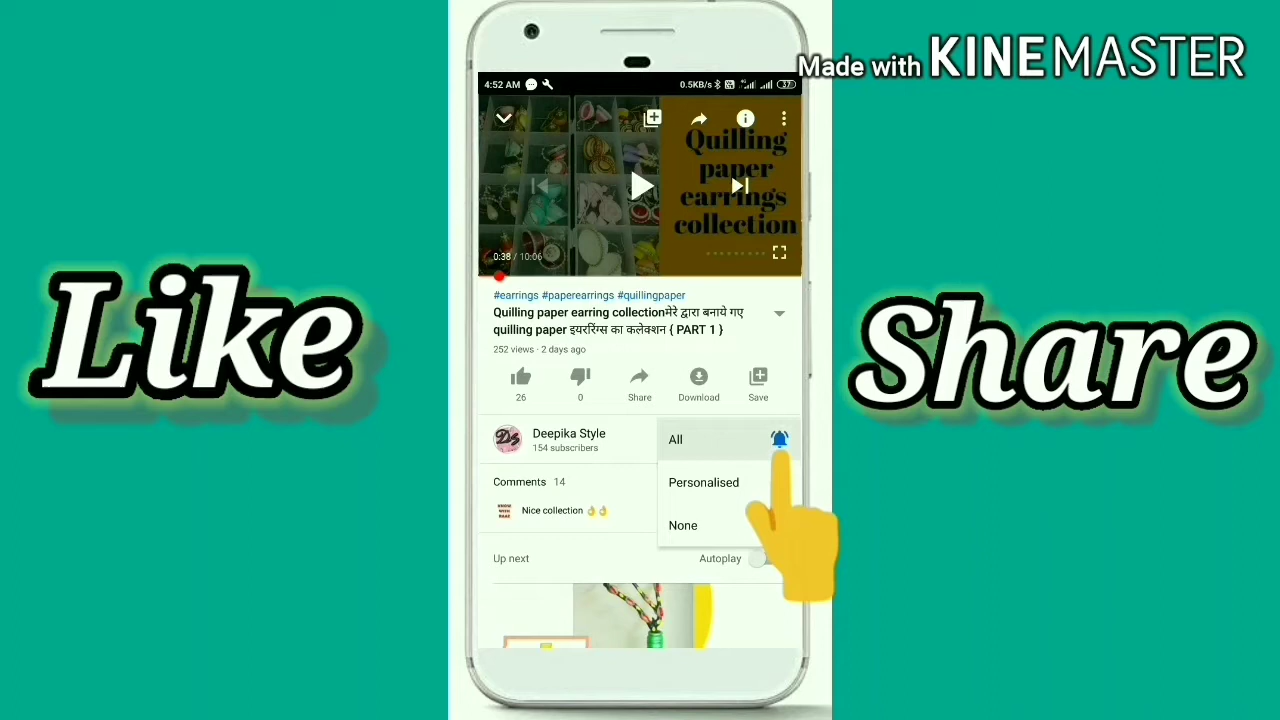 Made with KINEMASTER
4:52 AM
0.5KB/s
37
Quilling
paper
earrings
collection
0:38 / 10:06
#earrings #paperearrings #quillingpaper
Quilling paper earring collectionमेरे द्वारा बनाये गए
quilling paper इयररिंग्स का कलेक्शन { PART 1 }
252 views · 2 days ago
26
0
Share
Download
Save
Like
Share
Ds
Deepika Style
154 subscribers
All
Personalised
None
Comments 14
Nice collection 👌👌
Up next
Autoplay